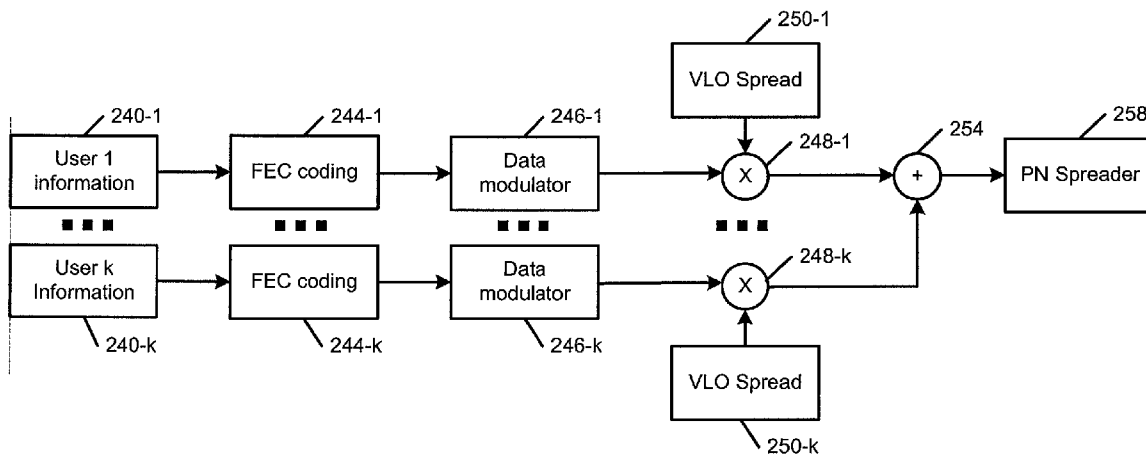 250-1
VLO Spread
240-1
244-1
246-1
248-1
254
258
User 1
information
FEC coding
Data
modulator
X
+
PN Spreader
User k
Information
FEC coding
Data
modulator
X
248-k
240-k
244-k
246-k
VLO Spread
250-k